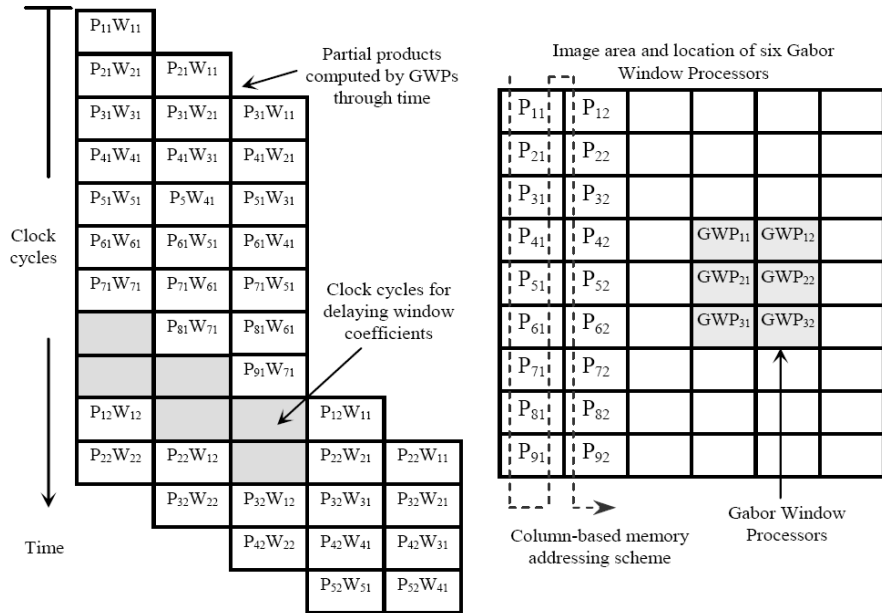 P₁₁W₁₁
P₂₁W₂₁ P₂₁W₁₁
P₃₁W₃₁ P₃₁W₂₁ P₃₁W₁₁
P₄₁W₄₁ P₄₁W₃₁ P₄₁W₂₁
P₅₁W₅₁ P₅W₄₁ P₅₁W₃₁
P₆₁W₆₁ P₆₁W₅₁ P₆₁W₄₁
P₇₁W₇₁ P₇₁W₆₁ P₇₁W₅₁
P₈₁W₇₁ P₈₁W₆₁
P₉₁W₇₁
P₁₂W₁₂ P₁₂W₁₁
P₂₂W₂₂ P₂₂W₁₂ P₂₂W₂₁ P₂₂W₁₁
P₃₂W₂₂ P₃₂W₁₂ P₃₂W₃₁ P₃₂W₂₁
P₄₂W₂₂ P₄₂W₄₁ P₄₂W₃₁
P₅₂W₅₁ P₅₂W₄₁
Clock
cycles
Time
Partial products
computed by GWPs
through time
Clock cycles for
delaying window
coefficients
Image area and location of six Gabor
Window Processors
P₁₁ P₁₂
P₂₁ P₂₂
P₃₁ P₃₂
P₄₁ P₄₂ GWP₁₁ GWP₁₂
P₅₁ P₅₂ GWP₂₁ GWP₂₂
P₆₁ P₆₂ GWP₃₁ GWP₃₂
P₇₁ P₇₂
P₈₁ P₈₂
P₉₁ P₉₂
Column-based memory
addressing scheme
Gabor Window
Processors